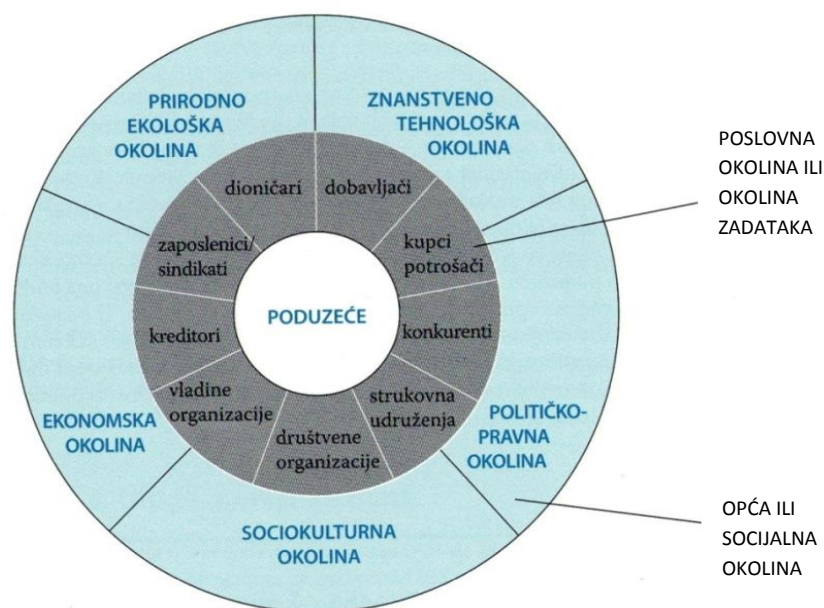 PRIRODNO
EKOLOŠKA
OKOLINA
ZNANSTVENO
TEHNOLOŠKA
OKOLINA
dioničari
dobavljači
zaposlenici/
sindikati
kupci
potrošači
PODUZEĆE
kreditori
konkurenti
vladine
organizacije
strukovna
udruženja
društvene
organizacije
EKONOMSKA
OKOLINA
POLITIČKO-
PRAVNA
OKOLINA
SOCIOKULTURNA
OKOLINA
POSLOVNA
OKOLINA ILI
OKOLINA
ZADATAKA
OPĆA ILI
SOCIJALNA
OKOLINA